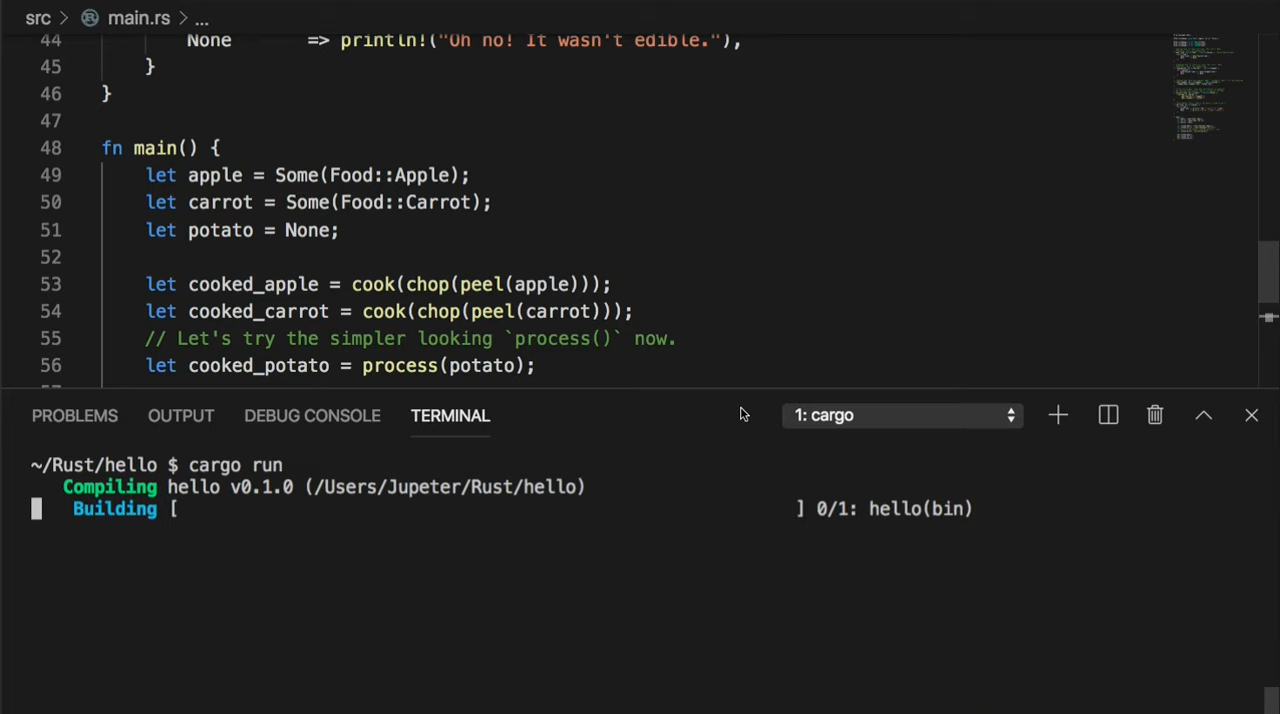 src > main.rs > ...
44 None => println!("Oh no! It wasn't edible."),
45 }
46 }
47
48 fn main() {
49 let apple = Some(Food::Apple);
50 let carrot = Some(Food::Carrot);
51 let potato = None;
52
53 let cooked_apple = cook(chop(peel(apple)));
54 let cooked_carrot = cook(chop(peel(carrot)));
55 // Let's try the simpler looking `process()` now.
56 let cooked_potato = process(potato);
PROBLEMS OUTPUT DEBUG CONSOLE TERMINAL 1: cargo
~/Rust/hello $ cargo run
Compiling hello v0.1.0 (/Users/Jupeter/Rust/hello)
Building [ ] 0/1: hello(bin)